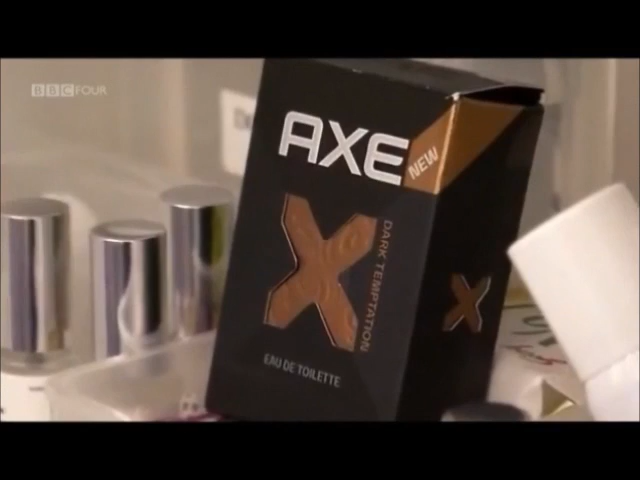 BBC FOUR
AXE
NEW
X
DARK TEMPTATION
EAU DE TOILETTE
X